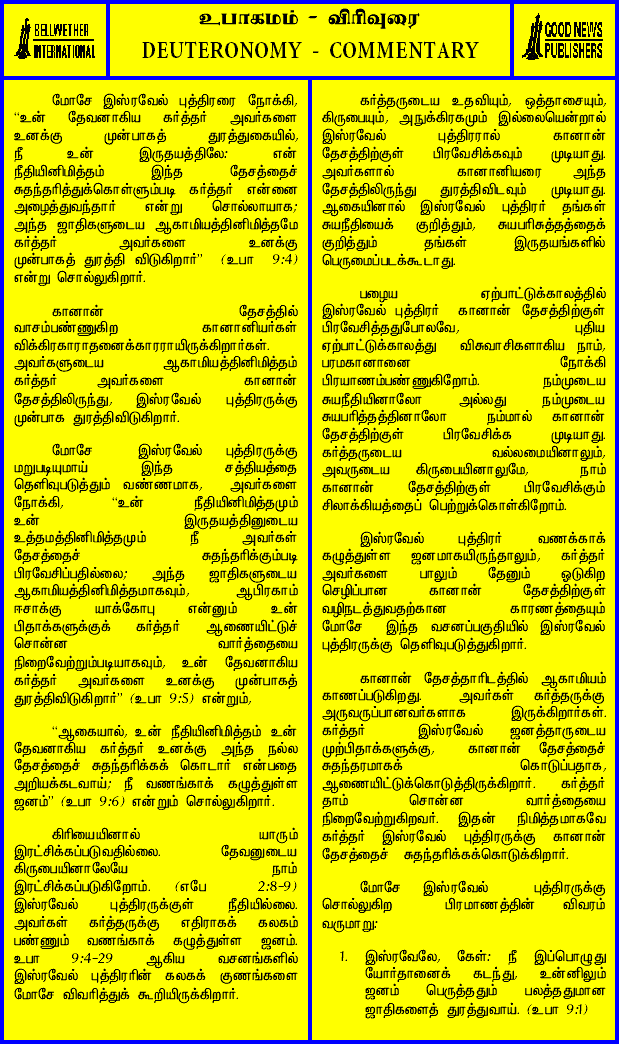 BELLWETHER
INTERNATIONAL
உபாகமம் - விரிவுரை
DEUTERONOMY - COMMENTARY
GOOD NEWS
PUBLISHERS
மோசே இஸ்ரவேல் புத்திரரை நோக்கி,
“உன் தேவனாகிய கர்த்தர் அவர்களை
உனக்கு முன்பாகத் துரத்துகையில்,
நீ உன் இருதயத்திலே: என்
நீதியினிமித்தம் இந்த தேசத்தைச்
சுதந்தரித்துக்கொள்ளும்படி கர்த்தர் என்னை
அழைத்துவந்தார் என்று சொல்லாயாக;
அந்த ஜாதிகளுடைய ஆகாமியத்தினிமித்தமே
கர்த்தர் அவர்களை உனக்கு
முன்பாகத் துரத்தி விடுகிறார்” (உபா 9:4)
என்று சொல்லுகிறார்.
கானான் தேசத்தில்
வாசம்பண்ணுகிற கானானியர்கள்
விக்கிரகாராதனைக்காரராயிருக்கிறார்கள்.
அவர்களுடைய ஆகாமியத்தினிமித்தம்
கர்த்தர் அவர்களை கானான்
தேசத்திலிருந்து, இஸ்ரவேல் புத்திரருக்கு
முன்பாக துரத்திவிடுகிறார்.
மோசே இஸ்ரவேல் புத்திரருக்கு
மறுபடியுமாய் இந்த சத்தியத்தை
தெளிவுபடுத்தும் வண்ணமாக, அவர்களை
நோக்கி, “உன் நீதியினிமித்தமும்
உன் இருதயத்தினுடைய
உத்தமத்தினிமித்தமும் நீ அவர்கள்
தேசத்தைச் சுதந்தரிக்கும்படி
பிரவேசிப்பதில்லை; அந்த ஜாதிகளுடைய
ஆகாமியத்தினிமித்தமாகவும், ஆபிரகாம்
ஈசாக்கு யாக்கோபு என்னும் உன்
பிதாக்களுக்குக் கர்த்தர் ஆணையிட்டுச்
சொன்ன வார்த்தையை
நிறைவேற்றும்படியாகவும், உன் தேவனாகிய
கர்த்தர் அவர்களை உனக்கு முன்பாகத்
துரத்திவிடுகிறார்” (உபா 9:5) என்றும்,
“ஆகையால், உன் நீதியினிமித்தம் உன்
தேவனாகிய கர்த்தர் உனக்கு அந்த நல்ல
தேசத்தைச் சுதந்தரிக்கக் கொடார் என்பதை
அறியக்கடவாய்; நீ வணங்காக் கழுத்துள்ள
ஜனம்” (உபா 9:6) என்றும் சொல்லுகிறார்.
கிரியையினால் யாரும்
இரட்சிக்கப்படுவதில்லை. தேவனுடைய
கிருபையினாலேயே நாம்
இரட்சிக்கப்படுகிறோம். (எபே 2:8-9)
இஸ்ரவேல் புத்திரருக்குள் நீதியில்லை.
அவர்கள் கர்த்தருக்கு எதிராகக் கலகம்
பண்ணும் வணங்காக் கழுத்துள்ள ஜனம்.
உபா 9:4-29 ஆகிய வசனங்களில்
இஸ்ரவேல் புத்திரரின் கலகக் குணங்களை
மோசே விவரித்துக் கூறியிருக்கிறார்.
கர்த்தருடைய உதவியும், ஒத்தாசையும்,
கிருபையும், அநுக்கிரகமும் இல்லையென்றால்
இஸ்ரவேல் புத்திரரால் கானான்
தேசத்திற்குள் பிரவேசிக்கவும் முடியாது.
அவர்களால் கானானியரை அந்த
தேசத்திலிருந்து துரத்திவிடவும் முடியாது.
ஆகையினால் இஸ்ரவேல் புத்திரர் தங்கள்
சுயநீதியைக் குறித்தும், சுயபரிசுத்தத்தைக்
குறித்தும் தங்கள் இருதயங்களில்
பெருமைப்படக்கூடாது.
பழைய ஏற்பாட்டுக்காலத்தில்
இஸ்ரவேல் புத்திரர் கானான் தேசத்திற்குள்
பிரவேசித்ததுபோலவே, புதிய
ஏற்பாட்டுக்காலத்து விசுவாசிகளாகிய நாம்,
பரமகானானை நோக்கி
பிரயாணம்பண்ணுகிறோம். நம்முடைய
சுயநீதியினாலோ அல்லது நம்முடைய
சுயபரித்தத்தினாலோ நம்மால் கானான்
தேசத்திற்குள் பிரவேசிக்க முடியாது.
கர்த்தருடைய வல்லமையினாலும்,
அவருடைய கிருபையினாலுமே, நாம்
கானான் தேசத்திற்குள் பிரவேசிக்கும்
சிலாக்கியத்தைப் பெற்றுக்கொள்கிறோம்.
இஸ்ரவேல் புத்திரர் வணக்காக்
கழுத்துள்ள ஜனமாகயிருந்தாலும், கர்த்தர்
அவர்களை பாலும் தேனும் ஓடுகிற
செழிப்பான கானான் தேசத்திற்குள்
வழிநடத்துவதற்கான காரணத்தையும்
மோசே இந்த வசனப்பகுதியில் இஸ்ரவேல்
புத்திரருக்கு தெளிவுபடுத்துகிறார்.
கானான் தேசத்தாரிடத்தில் ஆகாமியம்
காணப்படுகிறது. அவர்கள் கர்த்தருக்கு
அருவருப்பானவர்களாக இருக்கிறார்கள்.
கர்த்தர் இஸ்ரவேல் ஜனத்தாருடைய
முற்பிதாக்களுக்கு, கானான் தேசத்தைச்
சுதந்தரமாகக் கொடுப்பதாக,
ஆணையிட்டுக்கொடுத்திருக்கிறார். கர்த்தர்
தாம் சொன்ன வார்த்தையை
நிறைவேற்றுகிறவர். இதன் நிமித்தமாகவே
கர்த்தர் இஸ்ரவேல் புத்திரருக்கு கானான்
தேசத்தைச் சுதந்தரிக்கக்கொடுக்கிறார்.
மோசே இஸ்ரவேல் புத்திரருக்கு
சொல்லுகிற பிரமாணத்தின் விவரம்
வருமாறு:
1. இஸ்ரவேலே, கேள்: நீ இப்பொழுது
யோர்தானைக் கடந்து, உன்னிலும்
ஜனம் பெருத்ததும் பலத்ததுமான
ஜாதிகளைத் துரத்துவாய். (உபா 9:1)